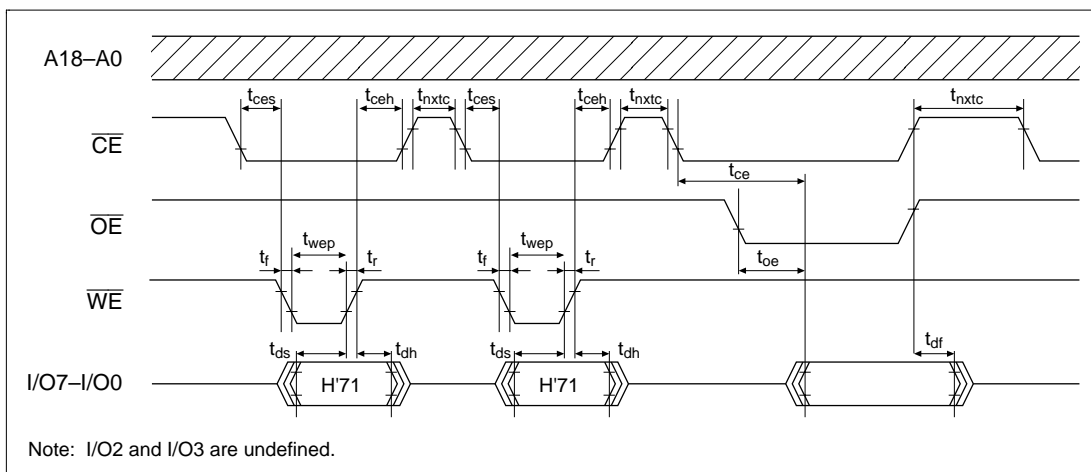 A18–A0
t_ces t_ceh t_nxtc t_ces t_ceh t_nxtc t_nxtc
CE
t_ce
OE
t_wep t_wep
t_f t_r t_f t_r t_oe
WE
t_ds t_dh t_ds t_dh t_df
I/O7–I/O0 H'71 H'71
Note: I/O2 and I/O3 are undefined.